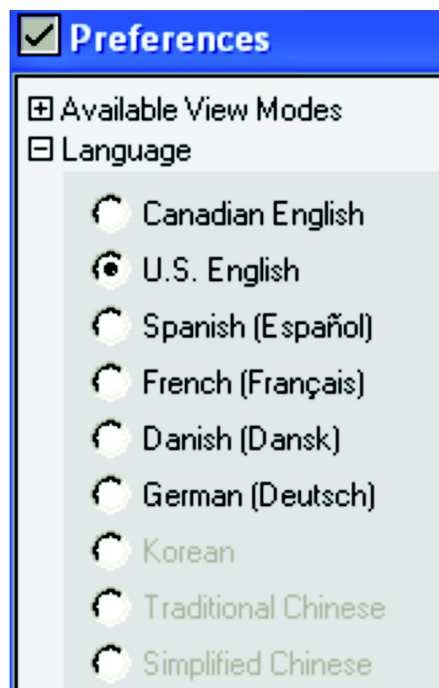 Preferences
Available View Modes
Language
Canadian English
U.S. English
Spanish (Español)
French (Français)
Danish (Dansk)
German (Deutsch)
Korean
Traditional Chinese
Simplified Chinese